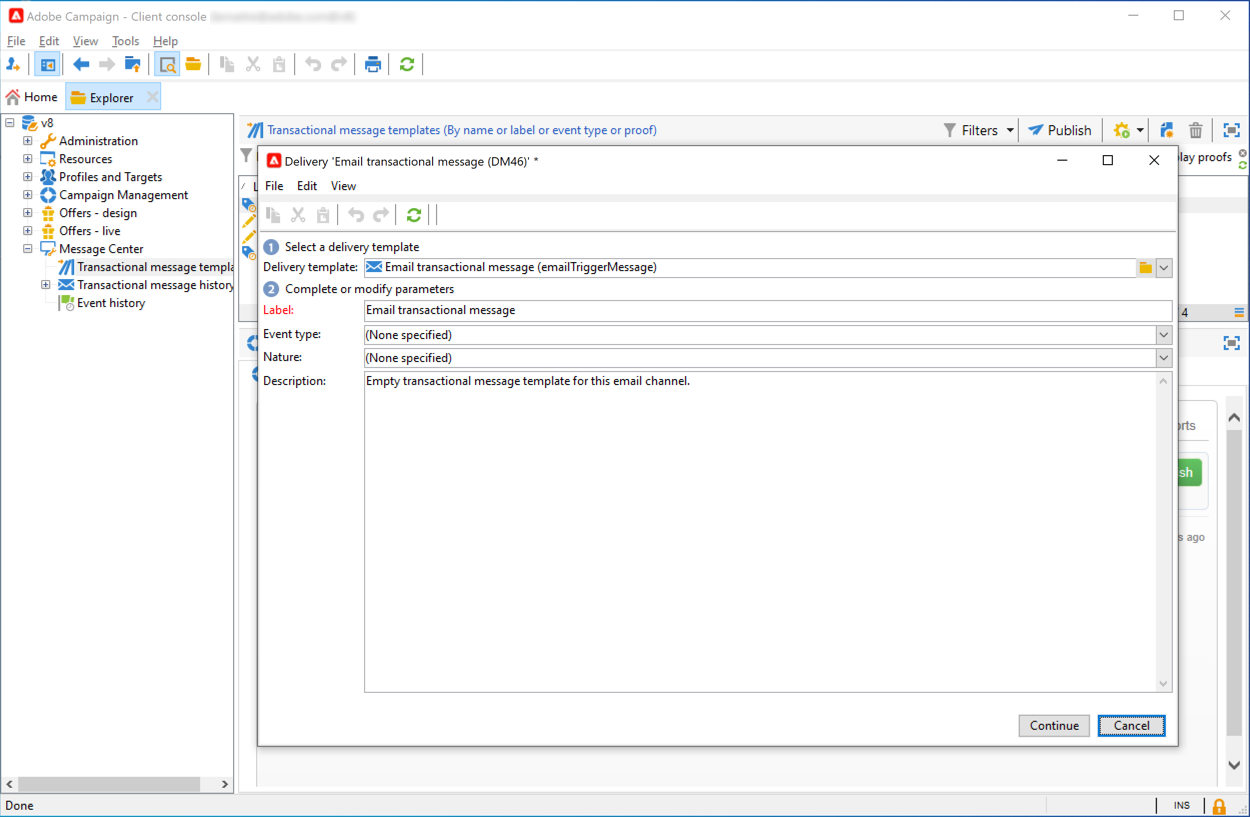 Adobe Campaign - Client console
File Edit View Tools Help
Home Explorer
v8
Administration
Resources
Profiles and Targets
Campaign Management
Offers - design
Offers - live
Message Center
Transactional message templa
Transactional message history
Event history
Transactional message templates (By name or label or event type or proof)
Filters Publish
lay proofs
Delivery 'Email transactional message (DM46)' *
File Edit View
1 Select a delivery template
Delivery template: Email transactional message (emailTriggerMessage)
2 Complete or modify parameters
Label: Email transactional message
Event type: (None specified)
Nature: (None specified)
Description: Empty transactional message template for this email channel.
4
orts
sh
s ago
Continue Cancel
Done
INS